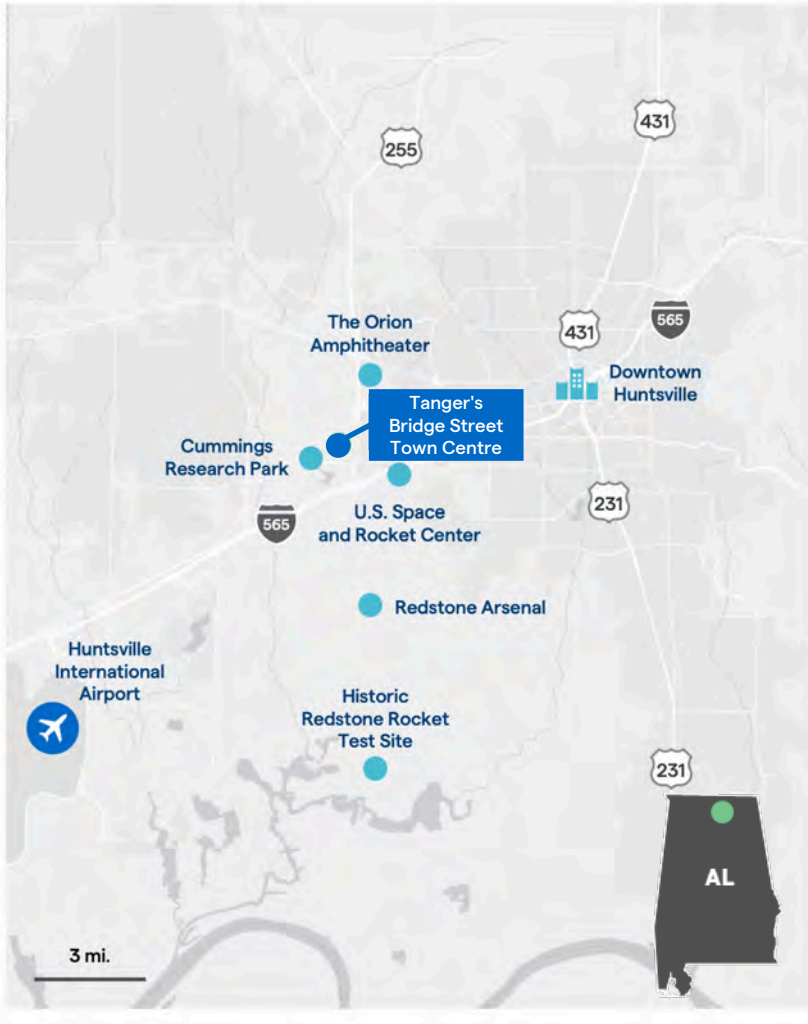 431
255
The Orion
Amphitheater
431
565
Downtown
Huntsville
Tanger's
Bridge Street
Town Centre
Cummings
Research Park
U.S. Space
and Rocket Center
231
565
Redstone Arsenal
Huntsville
International
Airport
Historic
Redstone Rocket
Test Site
231
AL
3 mi.